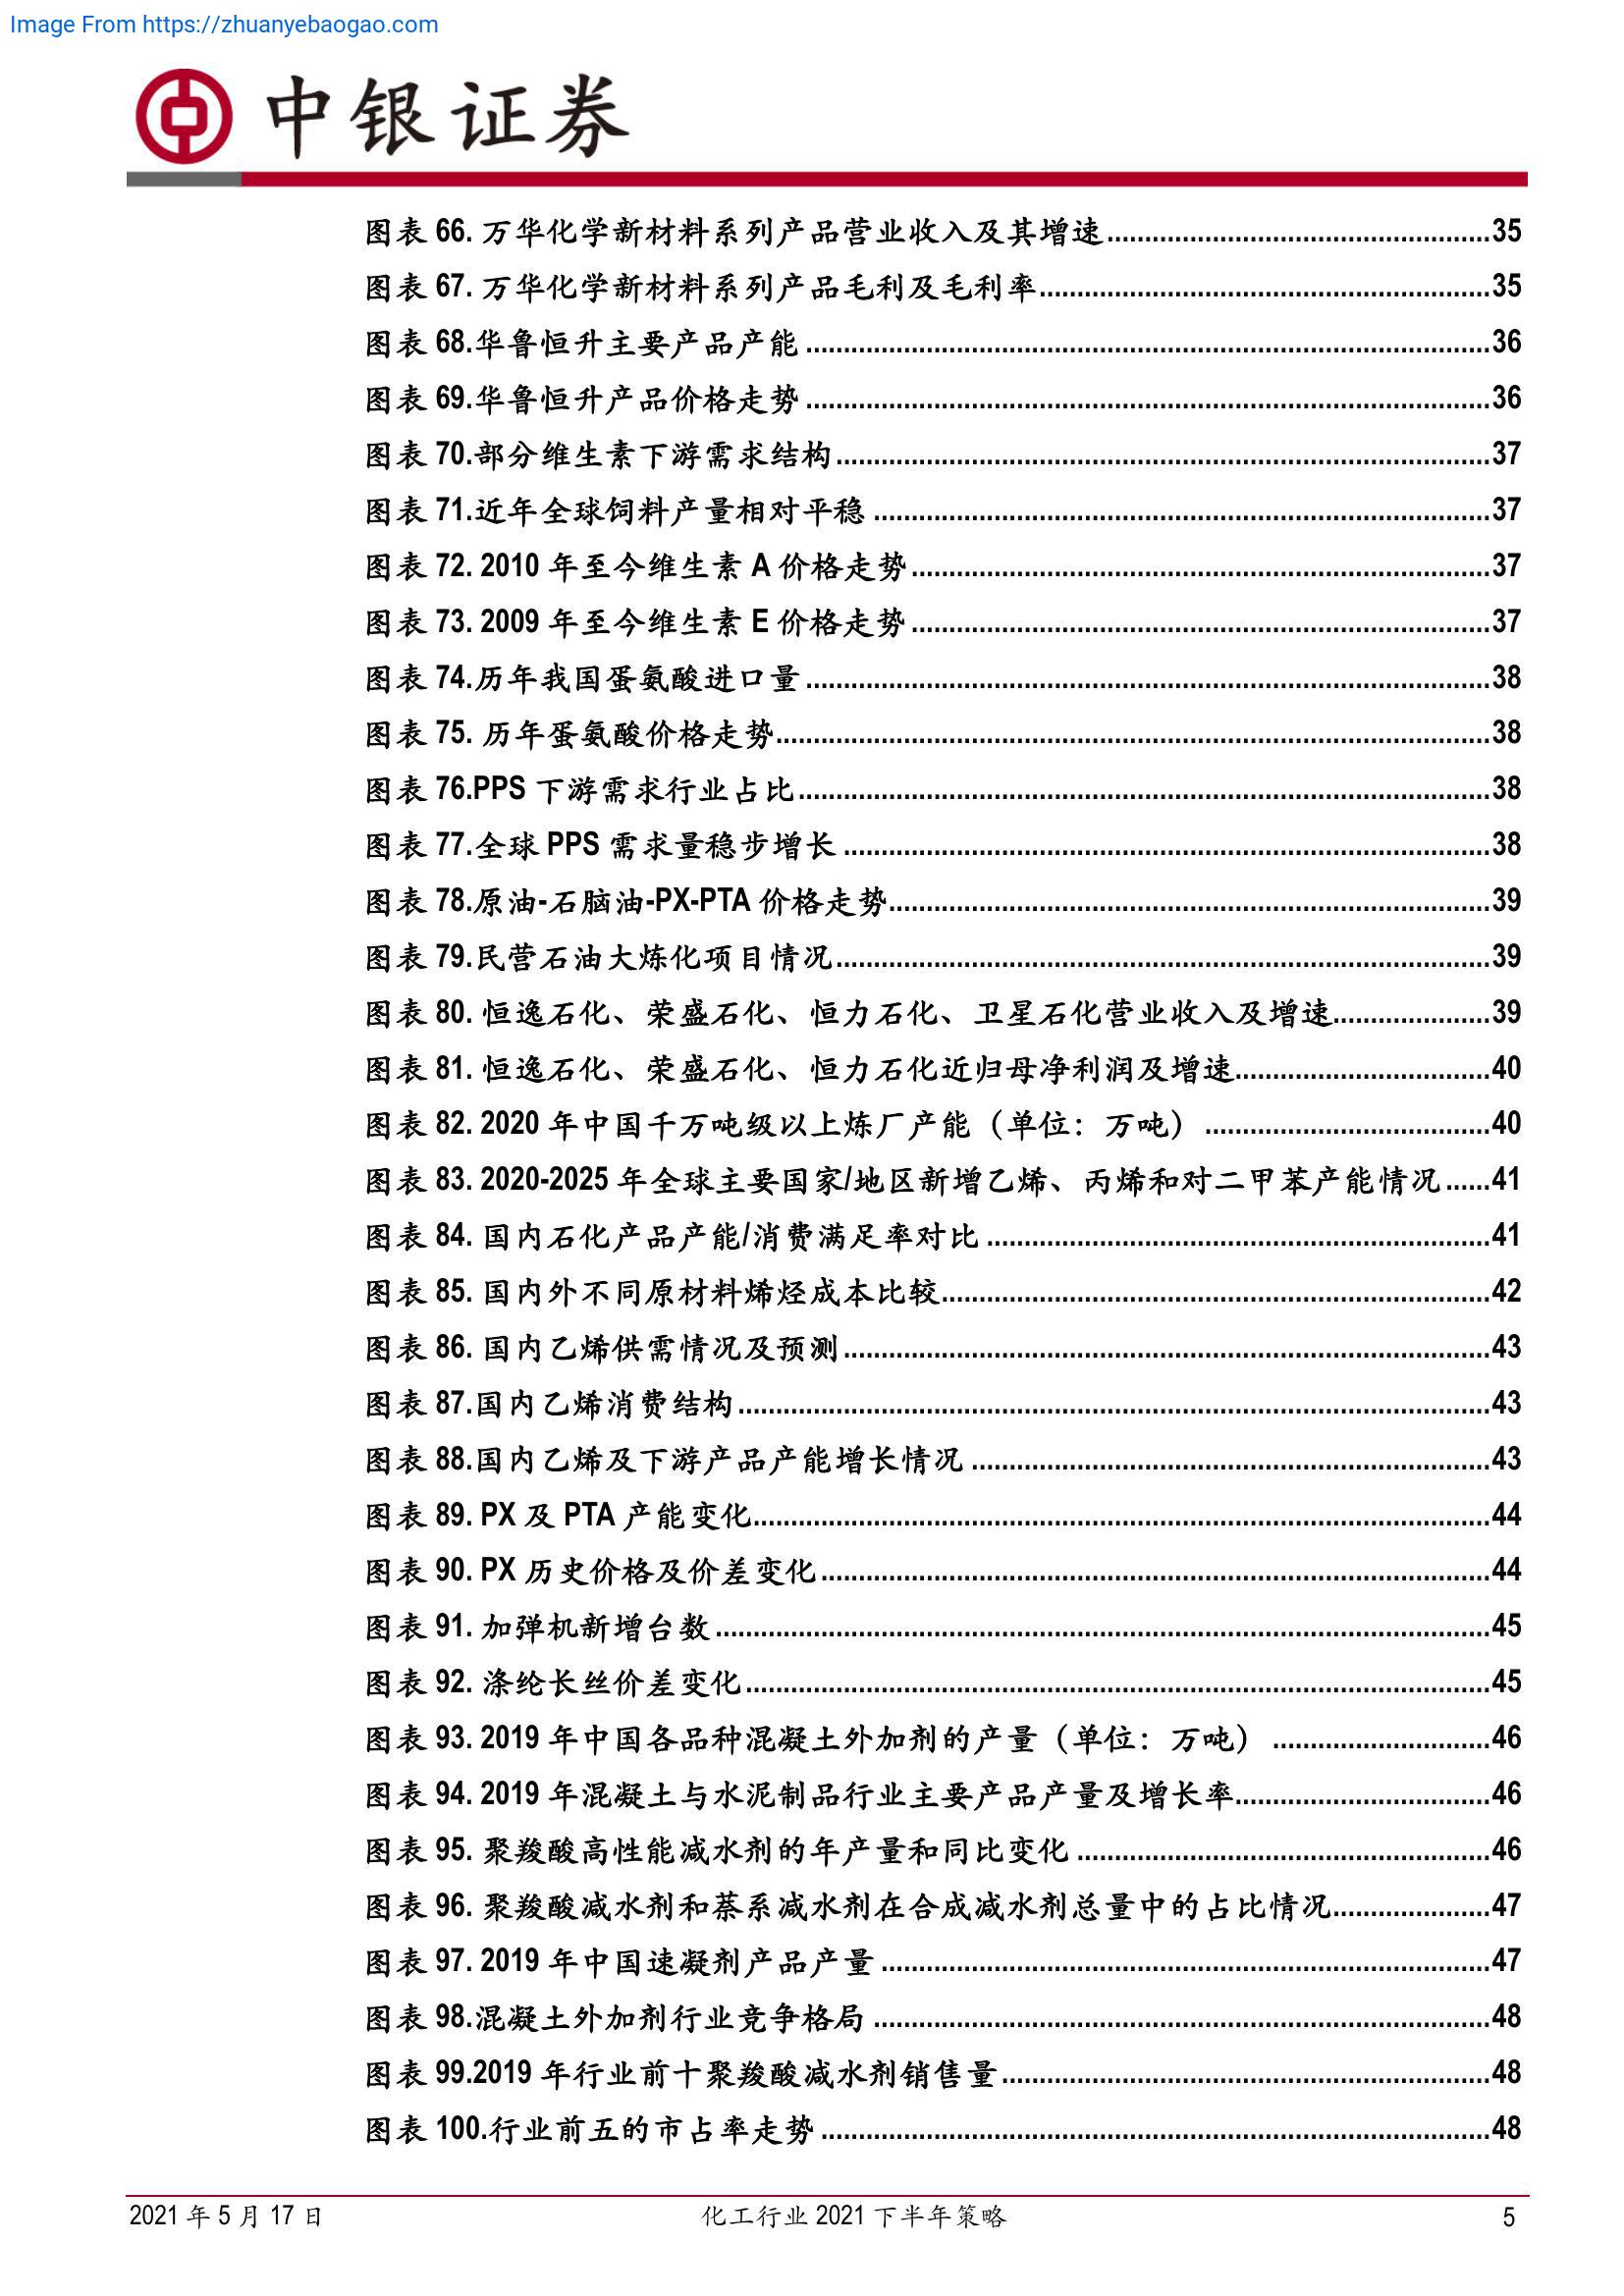 Image From https://zhuanyebaogao.com
中银证券
图表 66. 万华化学新材料系列产品营业收入及其增速...................................................35
图表 67. 万华化学新材料系列产品毛利及毛利率............................................................35
图表 68.华鲁恒升主要产品产能...........................................................................................36
图表 69.华鲁恒升产品价格走势...........................................................................................36
图表 70.部分维生素下游需求结构.......................................................................................37
图表 71.近年全球饲料产量相对平稳..................................................................................37
图表 72. 2010 年至今维生素 A 价格走势.............................................................................37
图表 73. 2009 年至今维生素 E 价格走势.............................................................................37
图表 74.历年我国蛋氨酸进口量...........................................................................................38
图表 75. 历年蛋氨酸价格走势...............................................................................................38
图表 76.PPS 下游需求行业占比............................................................................................38
图表 77.全球 PPS 需求量稳步增长......................................................................................38
图表 78.原油-石脑油-PX-PTA 价格走势................................................................................39
图表 79.民营石油大炼化项目情况.......................................................................................39
图表 80. 恒逸石化、荣盛石化、恒力石化、卫星石化营业收入及增速.....................39
图表 81. 恒逸石化、荣盛石化、恒力石化近归母净利润及增速..................................40
图表 82. 2020 年中国千万吨级以上炼厂产能（单位：万吨）......................................40
图表 83. 2020-2025 年全球主要国家/地区新增乙烯、丙烯和对二甲苯产能情况......41
图表 84. 国内石化产品产能/消费满足率对比...................................................................41
图表 85. 国内外不同原材料烯烃成本比较.........................................................................42
图表 86. 国内乙烯供需情况及预测......................................................................................43
图表 87.国内乙烯消费结构....................................................................................................43
图表 88.国内乙烯及下游产品产能增长情况.....................................................................43
图表 89. PX 及 PTA 产能变化..................................................................................................44
图表 90. PX 历史价格及价差变化.........................................................................................44
图表 91. 加弹机新增台数.......................................................................................................45
图表 92. 涤纶长丝价差变化...................................................................................................45
图表 93. 2019 年中国各品种混凝土外加剂的产量（单位：万吨）.............................46
图表 94. 2019 年混凝土与水泥制品行业主要产品产量及增长率..................................46
图表 95. 聚羧酸高性能减水剂的年产量和同比变化.......................................................46
图表 96. 聚羧酸减水剂和萘系减水剂在合成减水剂总量中的占比情况.....................47
图表 97. 2019 年中国速凝剂产品产量.................................................................................47
图表 98.混凝土外加剂行业竞争格局..................................................................................48
图表 99.2019 年行业前十聚羧酸减水剂销售量.................................................................48
图表 100.行业前五的市占率走势.........................................................................................48
2021 年 5 月 17 日 化工行业 2021 下半年策略 5